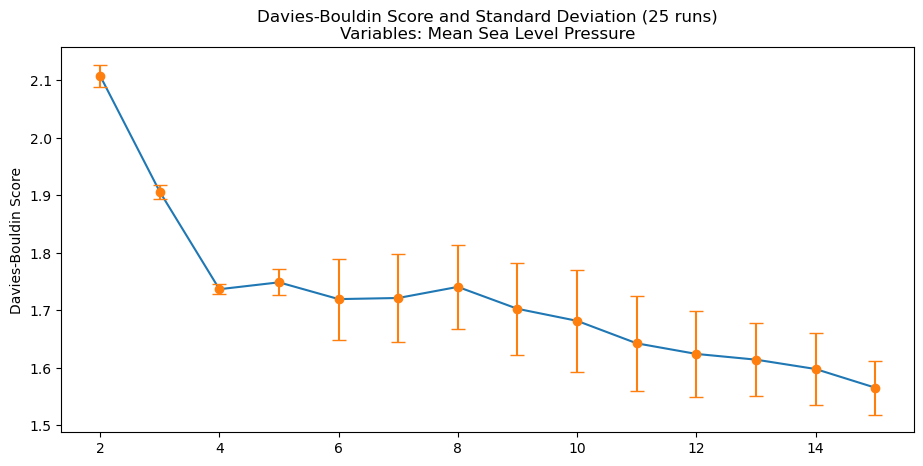 Davies-Bouldin Score and Standard Deviation (25 runs)
Variables: Mean Sea Level Pressure
Davies-Bouldin Score
2.1
2.0
1.9
1.8
1.7
1.6
1.5
2 4 6 8 10 12 14